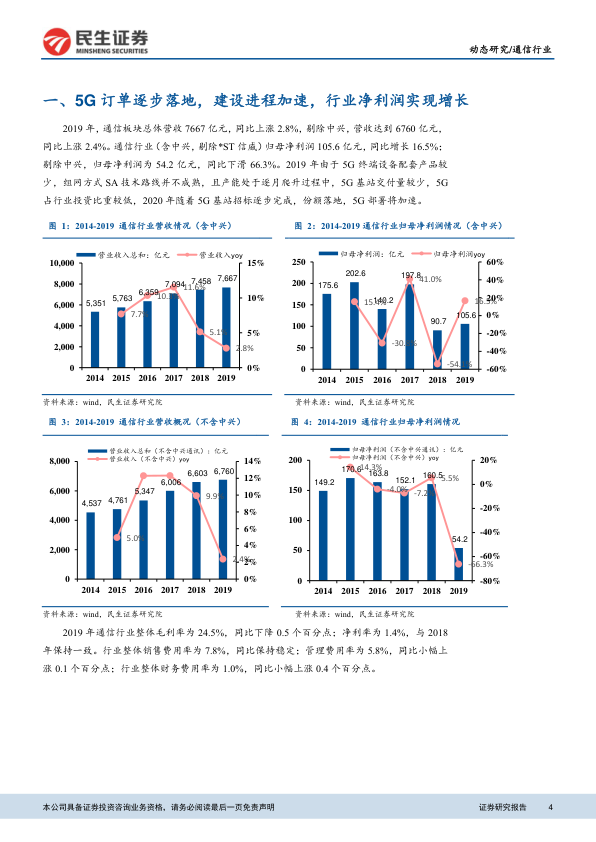 民生证券
MINSHENG SECURITIES
动态研究/通信行业
一、5G 订单逐步落地，建设进程加速，行业净利润实现增长
2019 年，通信板块总体营收 7667 亿元，同比上涨 2.8%，剔除中兴，营收达到 6760 亿元，
同比上涨 2.4%。通信行业（含中兴，剔除*ST 信威）归母净利润 105.6 亿元，同比增长 16.5%；
剔除中兴，归母净利润为 54.2 亿元，同比下滑 66.3%。2019 年由于 5G 终端设备配套产品较
少，组网方式 SA 技术路线并不成熟，且产能处于逐月爬升过程中，5G 基站交付量较少，5G
占行业投资比重较低，2020 年随着 5G 基站招标逐步完成，份额落地，5G 部署将加速。
图 1：2014-2019 通信行业营收情况（含中兴）
营业收入总和：亿元 营业收入yoy
10,000 15%
8,000 10%
6,000
4,000 5%
2,000
0 0%
5,351 5,763 6,359 7,094 7,458 7,667
7.7% 11.6% 5.1% 2.8%
2014 2015 2016 2017 2018 2019
资料来源：wind，民生证券研究院
图 2：2014-2019 通信行业归母净利润情况（含中兴）
归母净利润：亿元 归母净利润yoy
250 60%
200 40%
150 20%
100 0%
50 -20%
0 -40%
-60%
175.6 202.6 140.2 197.8 90.7 105.6
41.0%
2014 2015 2016 2017 2018 2019
资料来源：wind，民生证券研究院
图 3：2014-2019 通信行业营收概况（不含中兴）
营业收入总和（不含中兴通讯）：亿元
营业收入（不含中兴）yoy
8,000 14%
6,000 12%
4,000 10%
2,000 8%
0 6%
4%
2%
0%
4,537 4,761 5,347 6,006 6,603 6,760
5.0% 9.9% 2.4%
2014 2015 2016 2017 2018 2019
资料来源：wind，民生证券研究院
图 4：2014-2019 通信行业归母净利润情况
归母净利润（不含中兴通讯）：亿元
归母净利润（不含中兴）yoy
200 20%
150 0%
100 -20%
50 -40%
0 -60%
-80%
149.2 170.6 163.8 152.1 160.5 54.2
14.3% -4.0% -7.2% 5.5% -66.3%
2014 2015 2016 2017 2018 2019
资料来源：wind，民生证券研究院
2019 年通信行业整体毛利率为 24.5%，同比下降 0.5 个百分点；净利率为 1.4%，与 2018
年保持一致。行业整体销售费用率为 7.8%，同比保持稳定；管理费用率为 5.8%，同比小幅上
涨 0.1 个百分点；行业整体财务费用率为 1.0%，同比小幅上涨 0.4 个百分点。
本公司具备证券投资咨询业务资格，请务必阅读最后一页免责声明
证券研究报告 4